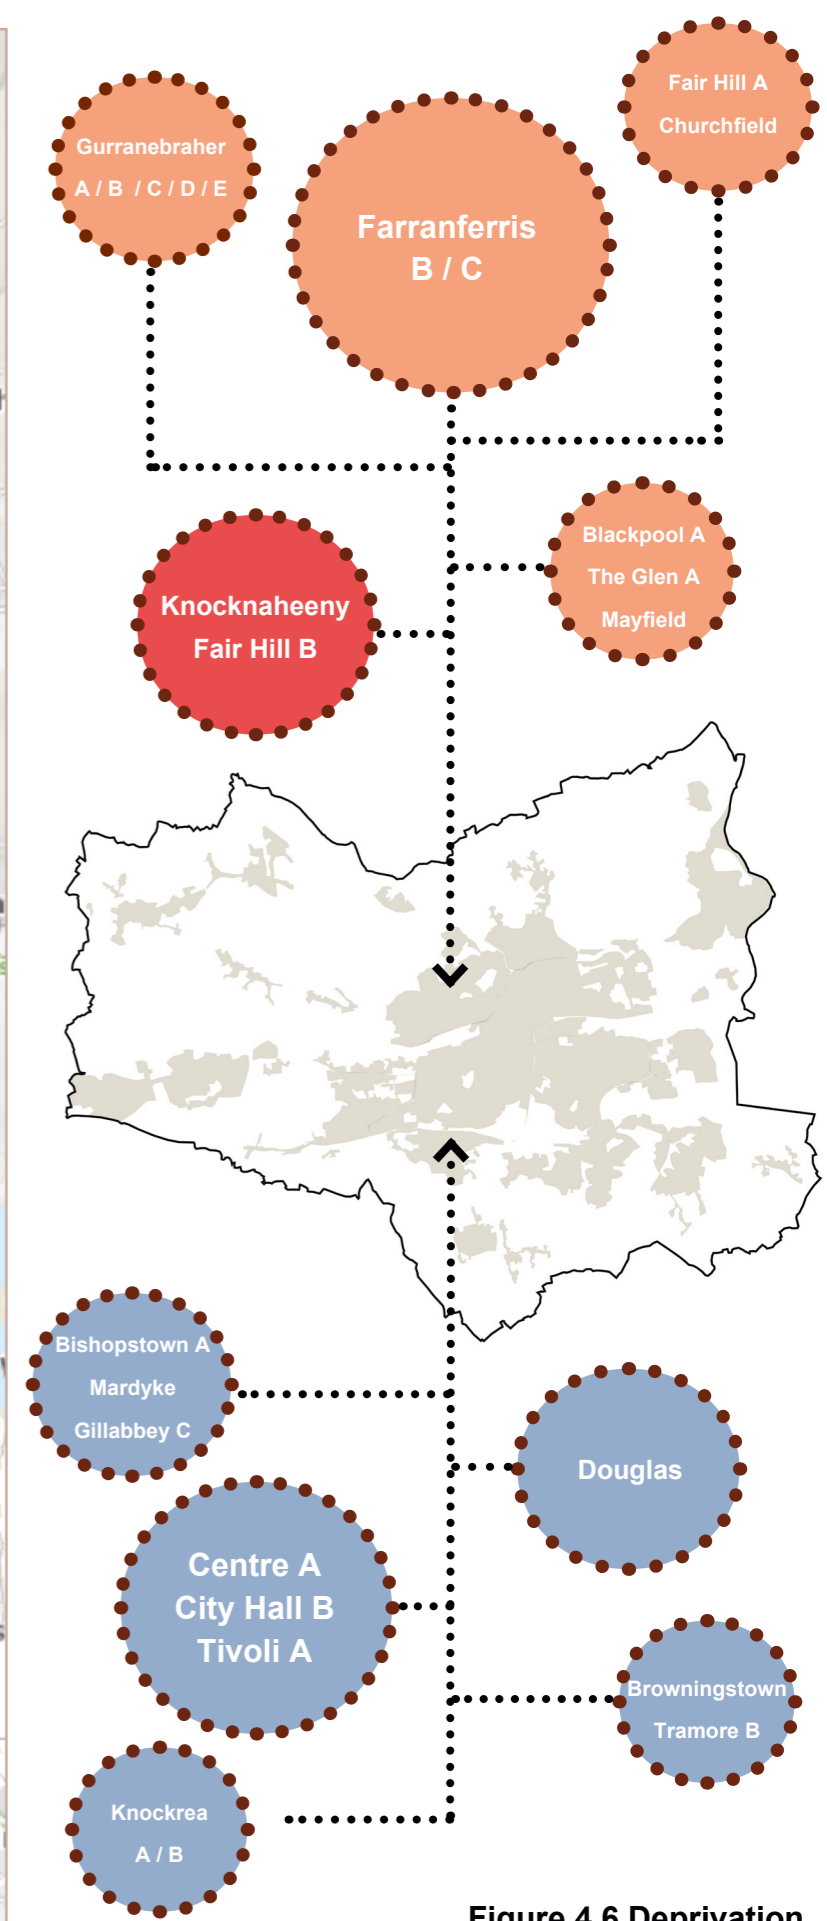 Fair Hill A
Churchfield
Gurranebraher
A / B / C / D / E
Farranferris
B / C
Blackpool A
The Glen A
Mayfield
Knocknaheeny
Fair Hill B
Bishopstown A
Mardyke
Gillabbey C
Douglas
Centre A
City Hall B
Tivoli A
Browningstown
Tramore B
Knockrea
A / B
Figure 4.6 Deprivation